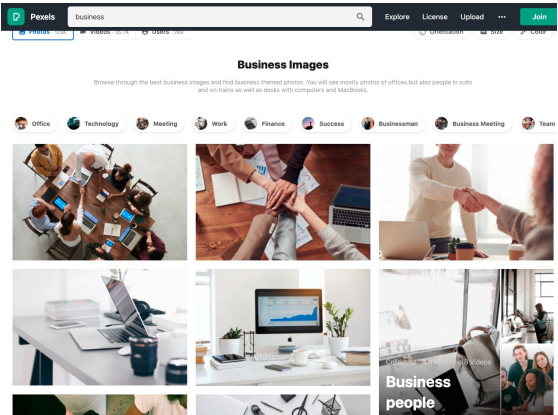 Pexels business Explore License Upload ... Join
Photos Videos 35.7K Users Orientation Size Color
Business Images
Browse through the best business images and find business themed photos. You will see mostly photos of offices but also people in suits
and on trains as well as desks with computers and MacBooks.
Office Technology Meeting Work Finance Success Businessman Business Meeting Team
Videos
Business
people